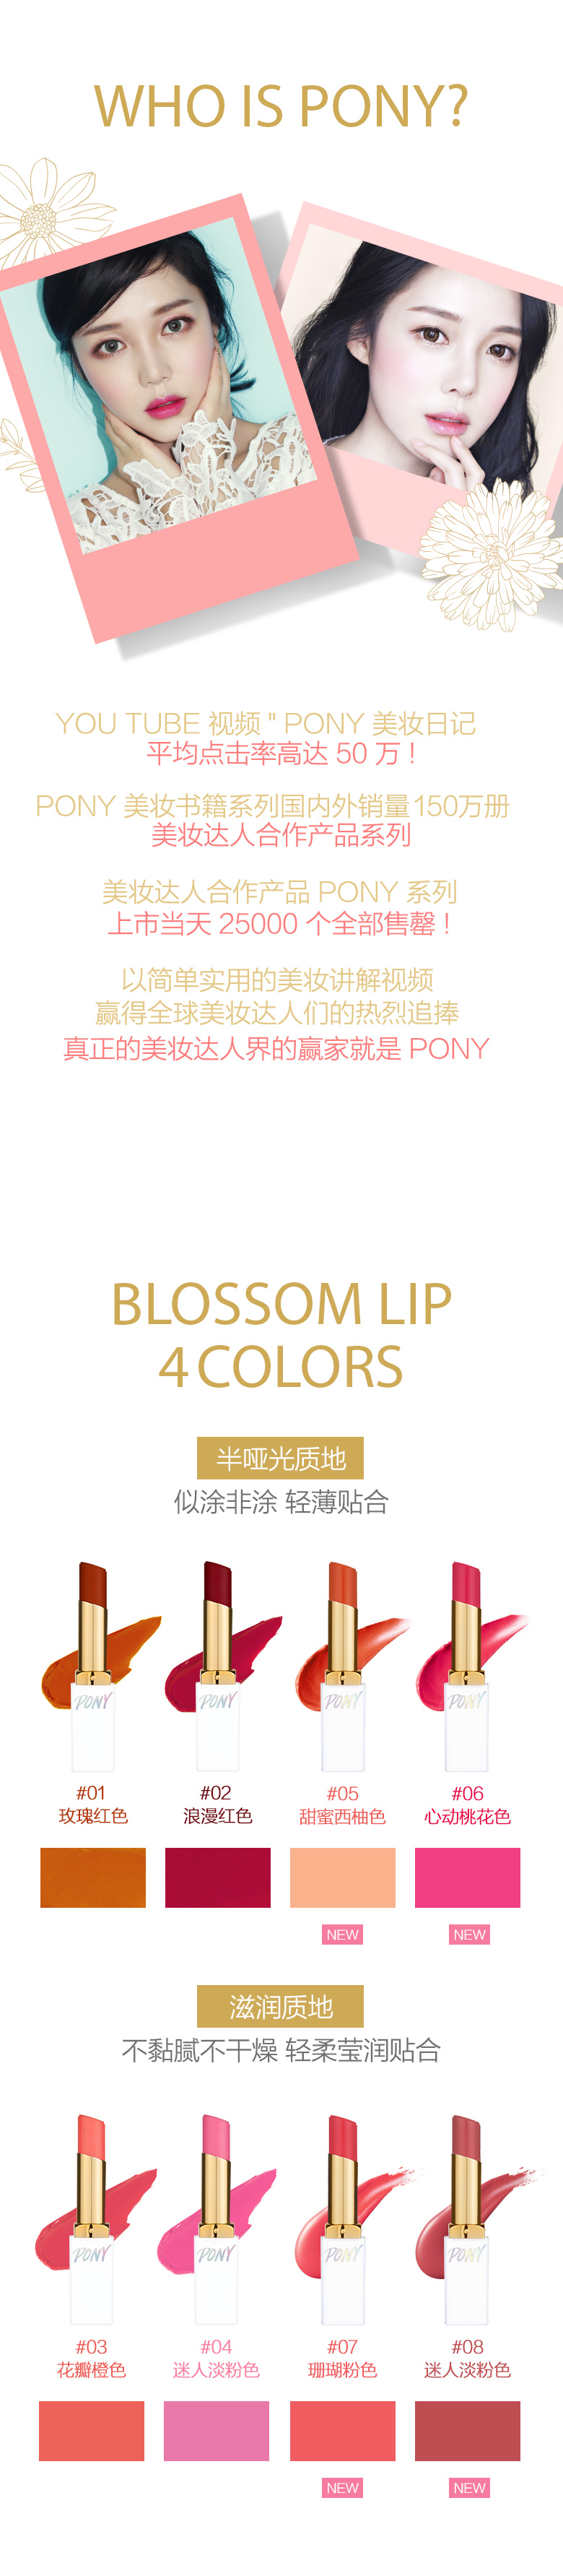 WHO IS PONY?
YOU TUBE 视频 " PONY 美妆日记
平均点击率高达 50 万！
PONY 美妆书籍系列国内外销量150万册
美妆达人合作产品系列
美妆达人合作产品 PONY 系列
上市当天 25000 个全部售罄！
以简单实用的美妆讲解视频
赢得全球美妆达人们的热烈追捧
真正的美妆达人界的赢家就是 PONY
BLOSSOM LIP
4 COLORS
半哑光质地
似涂非涂 轻薄贴合
PONY PONY PONY PONY
#01 #02 #05 #06
玫瑰红色 浪漫红色 甜蜜西柚色 心动桃花色
NEW NEW
滋润质地
不黏腻不干燥 轻柔莹润贴合
PONY PONY PONY PONY
#03 #04 #07 #08
花瓣橙色 迷人淡粉色 珊瑚粉色 迷人淡粉色
NEW NEW